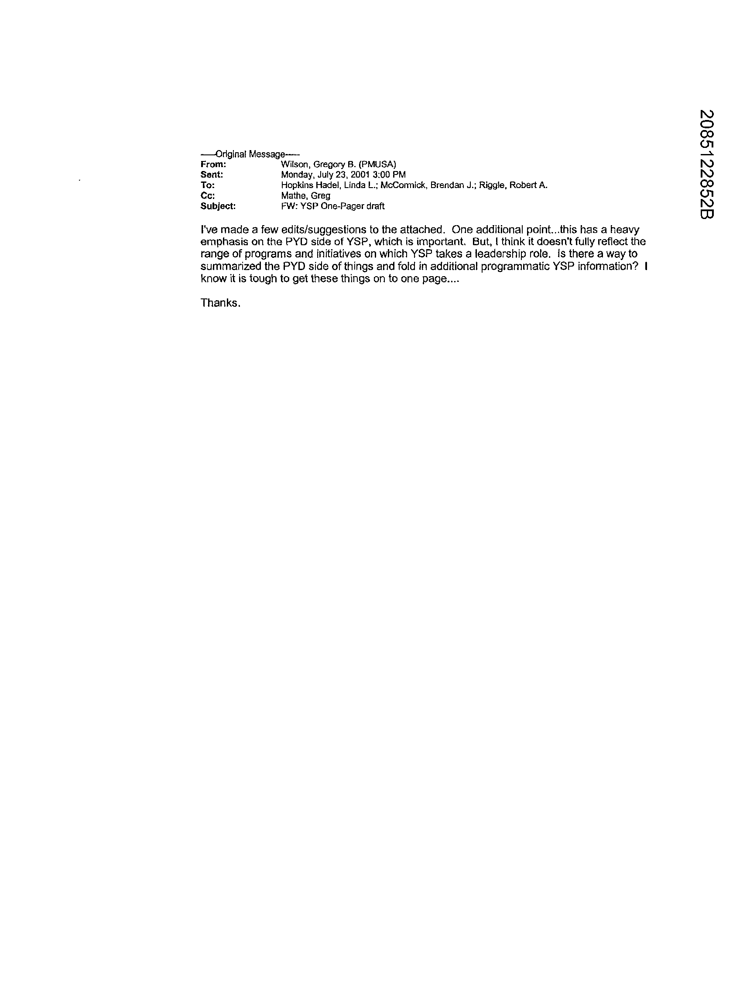 -----Original Message-----
From: Wilson, Gregory B. (PMUSA)
Sent: Monday, July 23, 2001 3:00 PM
To: Hopkins Hadel, Linda L.; McCormick, Brendan J.; Riggle, Robert A.
Cc: Mathe, Greg
Subject: FW: YSP One-Pager draft
I've made a few edits/suggestions to the attached. One additional point...this has a heavy
emphasis on the PYD side of YSP, which is important. But, I think it doesn't fully reflect the
range of programs and initiatives on which YSP takes a leadership role. Is there a way to
summarized the PYD side of things and fold in additional programmatic YSP information? I
know it is tough to get these things on to one page....
Thanks.
2085122852B